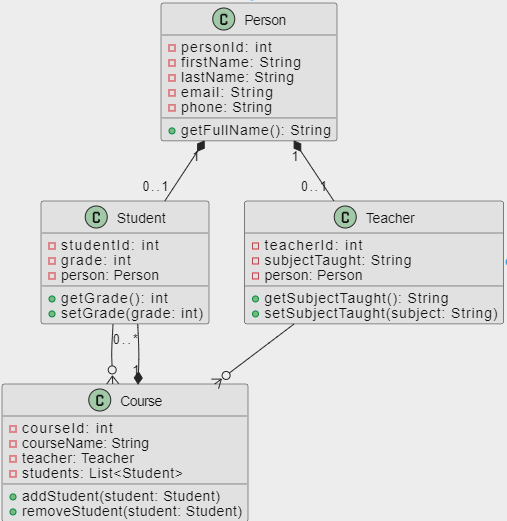 C Person
personId: int
firstName: String
lastName: String
email: String
phone: String
getFullName(): String
1 1
0..1 0..1
C Student
studentId: int
grade: int
person: Person
getGrade(): int
setGrade(grade: int)
C Teacher
teacherId: int
subjectTaught: String
person: Person
getSubjectTaught(): String
setSubjectTaught(subject: String)
0..*
1
C Course
courseId: int
courseName: String
teacher: Teacher
students: List<Student>
addStudent(student: Student)
removeStudent(student: Student)